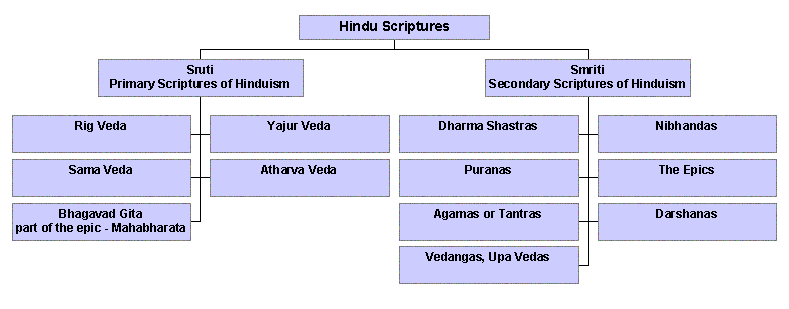 Hindu Scriptures
Sruti
Primary Scriptures of Hinduism
Smriti
Secondary Scriptures of Hinduism
Rig Veda
Yajur Veda
Dharma Shastras
Nibhandas
Sama Veda
Atharva Veda
Puranas
The Epics
Bhagavad Gita
part of the epic - Mahabharata
Agamas or Tantras
Darshanas
Vedangas, Upa Vedas